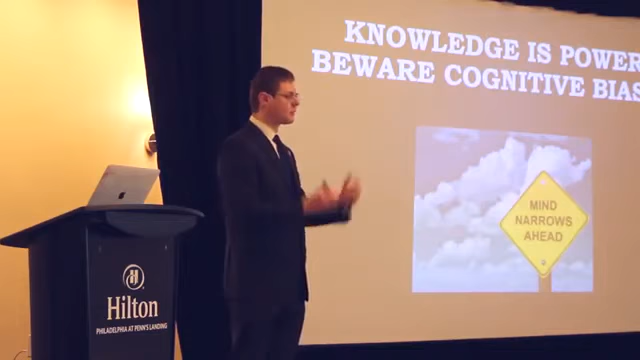 KNOWLEDGE IS POWER
BEWARE COGNITIVE BIAS
MIND
NARROWS
AHEAD
Hilton
PHILADELPHIA AT PENN'S LANDING